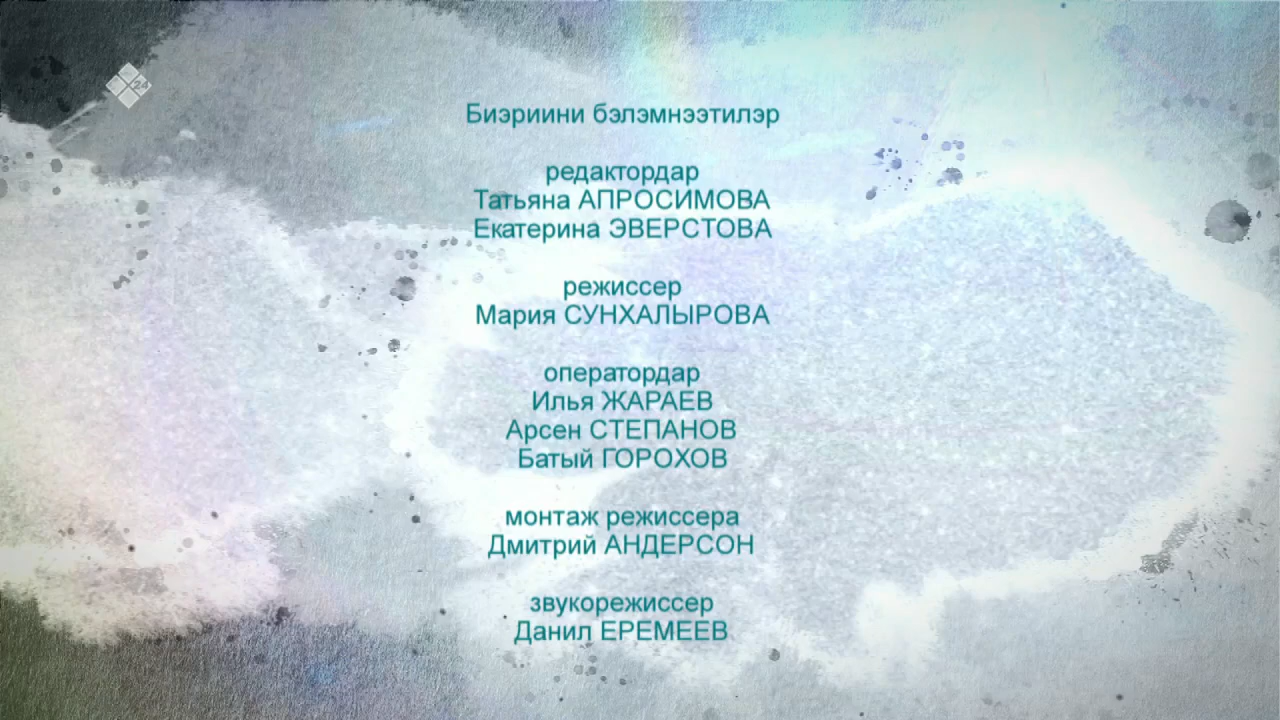 24
Биэриини бэлэмнээтилэр
редактордар
Татьяна АПРОСИМОВА
Екатерина ЭВЕРСТОВА
режиссер
Мария СУНХАЛЫРОВА
оператордар
Илья ЖАРАЕВ
Арсен СТЕПАНОВ
Батый ГОРОХОВ
монтаж режиссера
Дмитрий АНДЕРСОН
звукорежиссер
Данил ЕРЕМЕЕВ